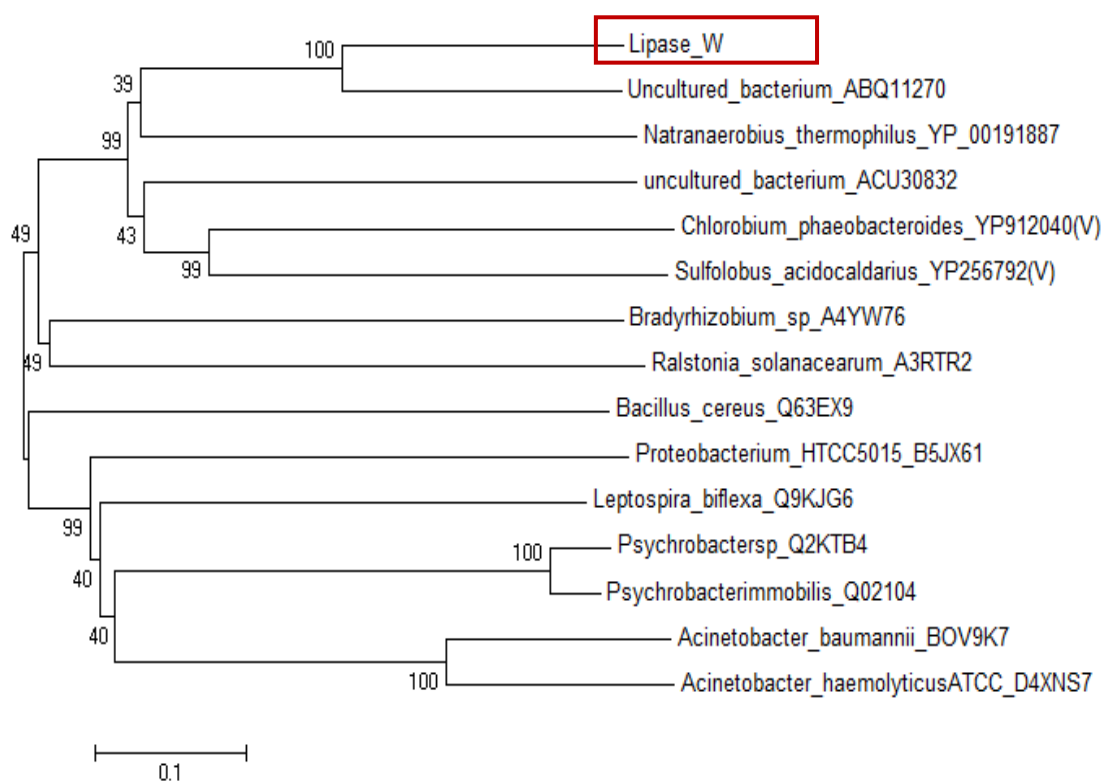 100
Lipase_W
39
Uncultured_bacterium_ABQ11270
99
Natranaerobius_thermophilus_YP_00191887
uncultured_bacterium_ACU30832
49
43
Chlorobium_phaeobacteroides_YP912040(V)
99
Sulfolobus_acidocaldarius_YP256792(V)
Bradyrhizobium_sp_A4YW76
49
Ralstonia_solanacearum_A3RTR2
Bacillus_cereus_Q63EX9
Proteobacterium_HTCC5015_B5JX61
Leptospira_biflexa_Q9KJG6
99
100
Psychrobactersp_Q2KTB4
40
Psychrobacterimmobilis_Q02104
40
Acinetobacter_baumannii_BOV9K7
100
Acinetobacter_haemolyticusATCC_D4XNS7
0.1